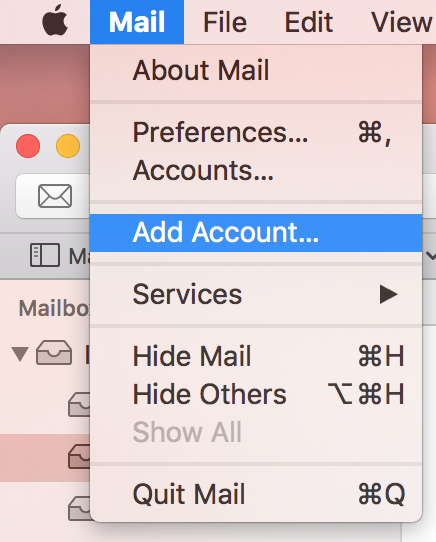 Mail File Edit View
About Mail
Preferences... ⌘,
Accounts...
Add Account...
Services ▶
Mailbo
Hide Mail ⌘H
Hide Others ⌥⌘H
Show All
Quit Mail ⌘Q